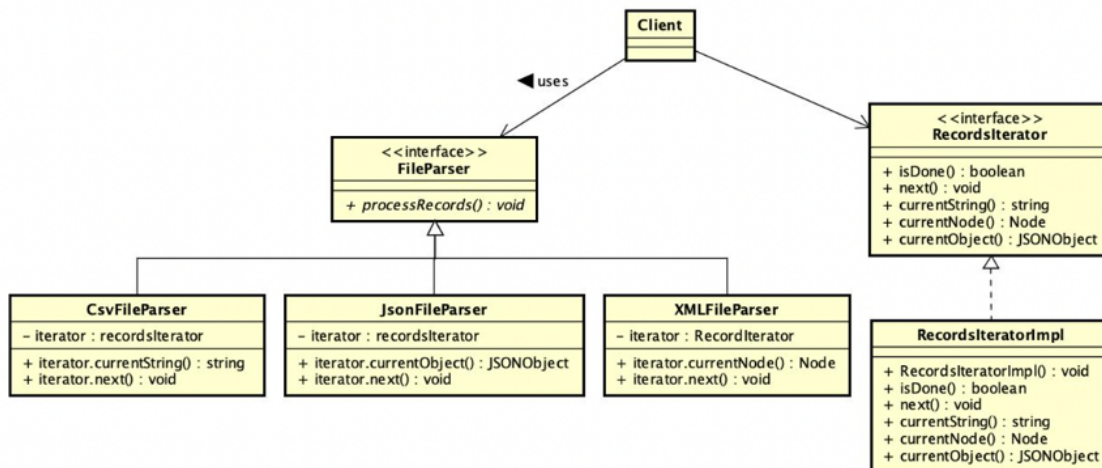 Client
◀ uses
<<interface>>
FileParser
+ processRecords() : void
<<interface>>
RecordsIterator
+ isDone() : boolean
+ next() : void
+ currentString() : string
+ currentNode() : Node
+ currentObject() : JSONObject
CsvFileParser
– iterator : recordsIterator
+ iterator.currentString() : string
+ iterator.next() : void
JsonFileParser
– iterator : recordsIterator
+ iterator.currentObject() : JSONObject
+ iterator.next() : void
XMLFileParser
– iterator : RecordIterator
+ iterator.currentNode() : Node
+ iterator.next() : void
RecordsIteratorImpl
+ RecordsIteratorImpl() : void
+ isDone() : boolean
+ next() : void
+ currentString() : string
+ currentNode() : Node
+ currentObject() : JSONObject